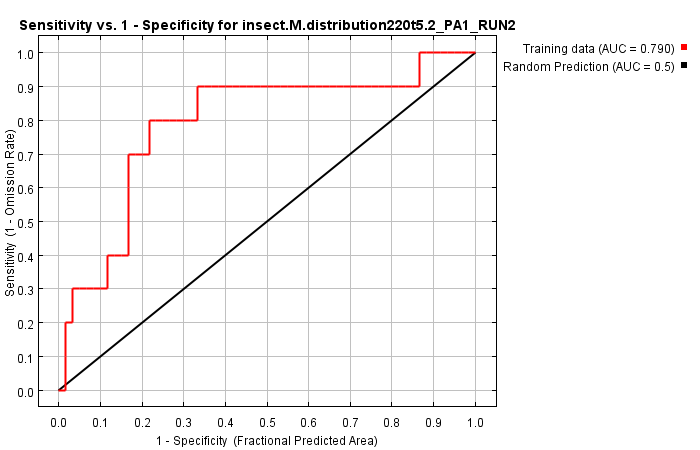 Sensitivity vs. 1 - Specificity for insect.M.distribution220t5.2_PA1_RUN2
Training data (AUC = 0.790)
Random Prediction (AUC = 0.5)
Sensitivity (1 - Omission Rate)
1.0
0.9
0.8
0.7
0.6
0.5
0.4
0.3
0.2
0.1
0.0
0.0 0.1 0.2 0.3 0.4 0.5 0.6 0.7 0.8 0.9 1.0
1 - Specificity (Fractional Predicted Area)